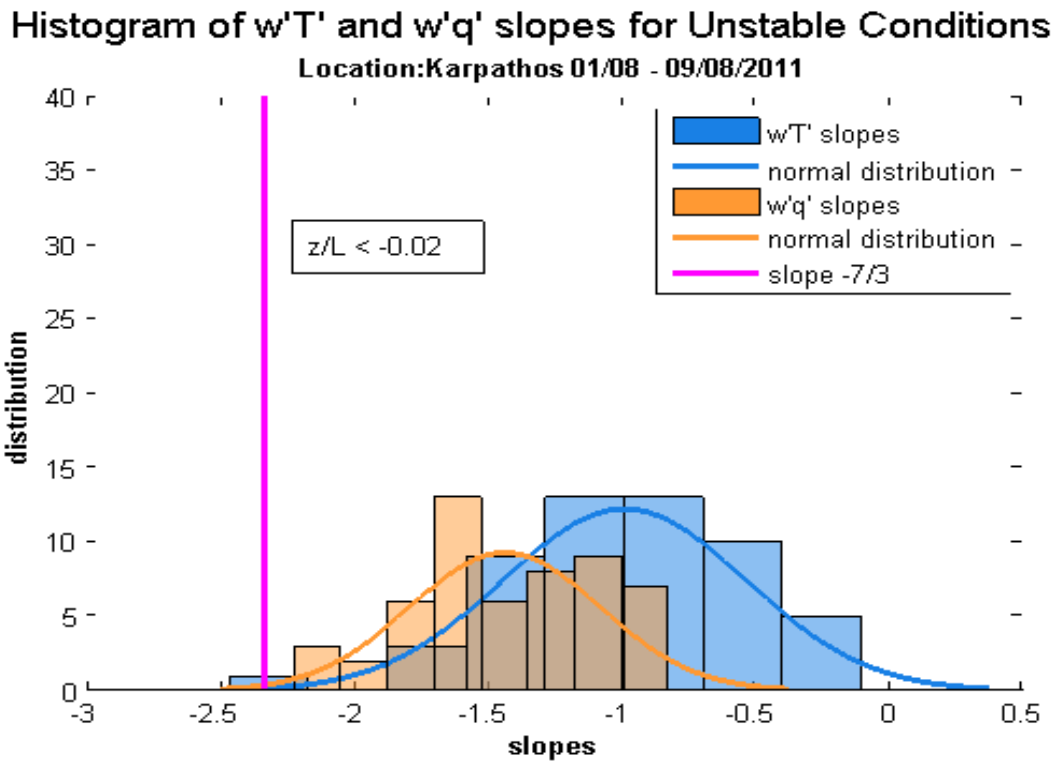 Histogram of w'T' and w'q' slopes for Unstable Conditions
Location:Karpathos 01/08 - 09/08/2011
40
35
30
25
20
15
10
5
0
distribution
z/L < -0.02
w'T' slopes
normal distribution
w'q' slopes
normal distribution
slope -7/3
-3 -2.5 -2 -1.5 -1 -0.5 0 0.5
slopes